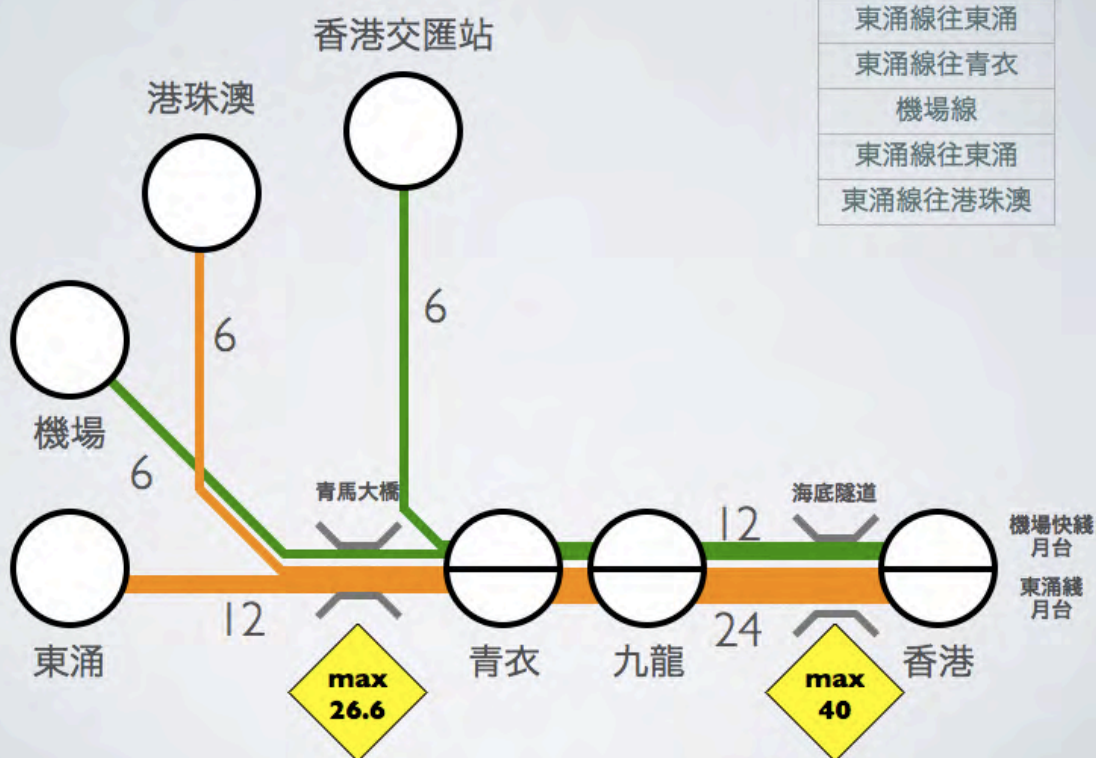 東涌線往東涌
東涌線往青衣
機場線
東涌線往東涌
東涌線往港珠澳
香港交匯站
港珠澳
6
6
機場
6
青馬大橋
海底隧道
12
機場快綫
月台
東涌綫
月台
12
24
東涌
青衣
九龍
香港
max
26.6
max
40